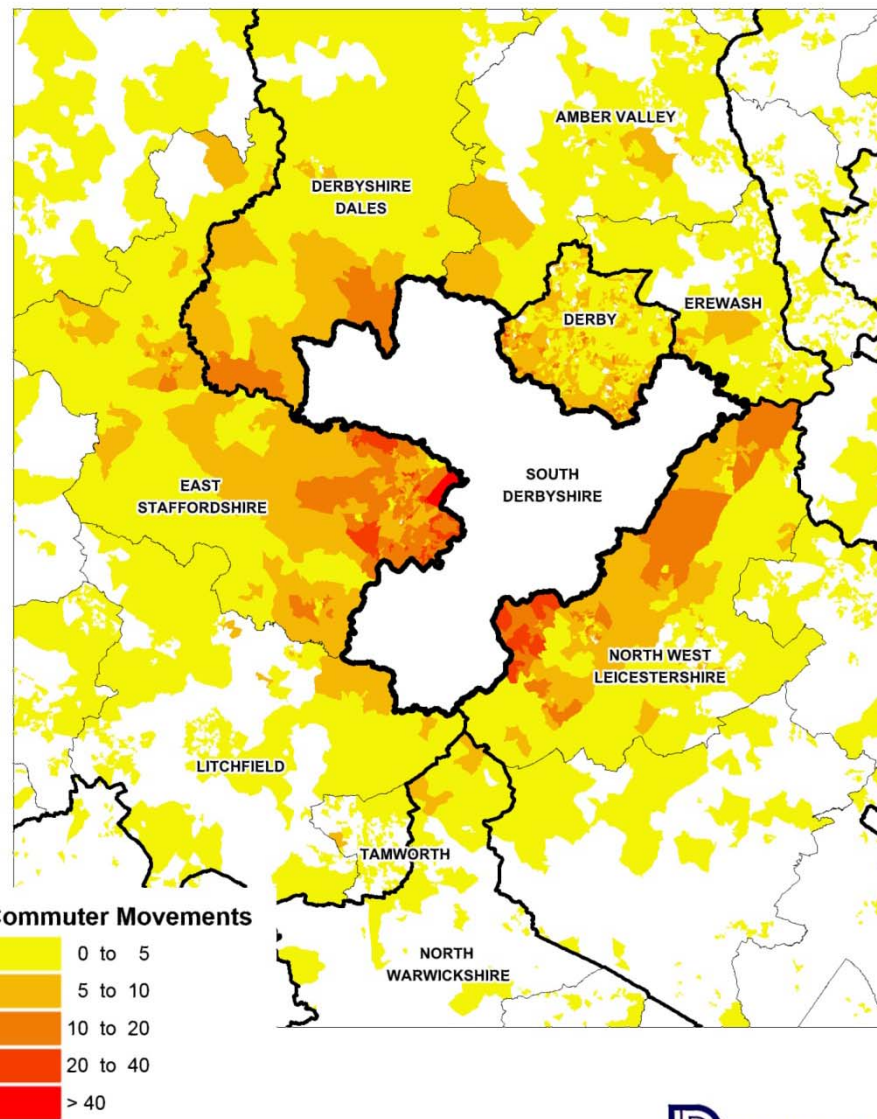 AMBER VALLEY
DERBYSHIRE
DALES
DERBY
EREWASH
SOUTH
DERBYSHIRE
EAST
STAFFORDSHIRE
NORTH WEST
LEICESTERSHIRE
LITCHFIELD
TAMWORTH
NORTH
WARWICKSHIRE
Commuter Movements
0 to 5
5 to 10
10 to 20
20 to 40
> 40